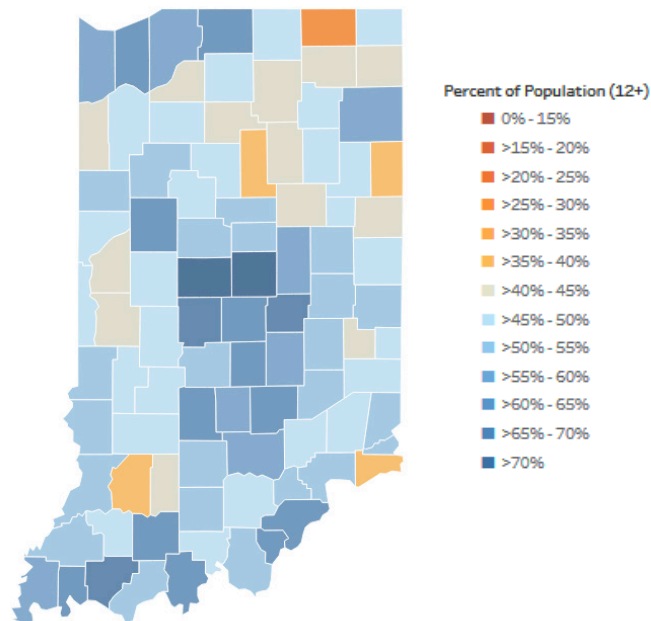 Percent of Population (12+)
0% - 15%
>15% - 20%
>20% - 25%
>25% - 30%
>30% - 35%
>35% - 40%
>40% - 45%
>45% - 50%
>50% - 55%
>55% - 60%
>60% - 65%
>65% - 70%
>70%